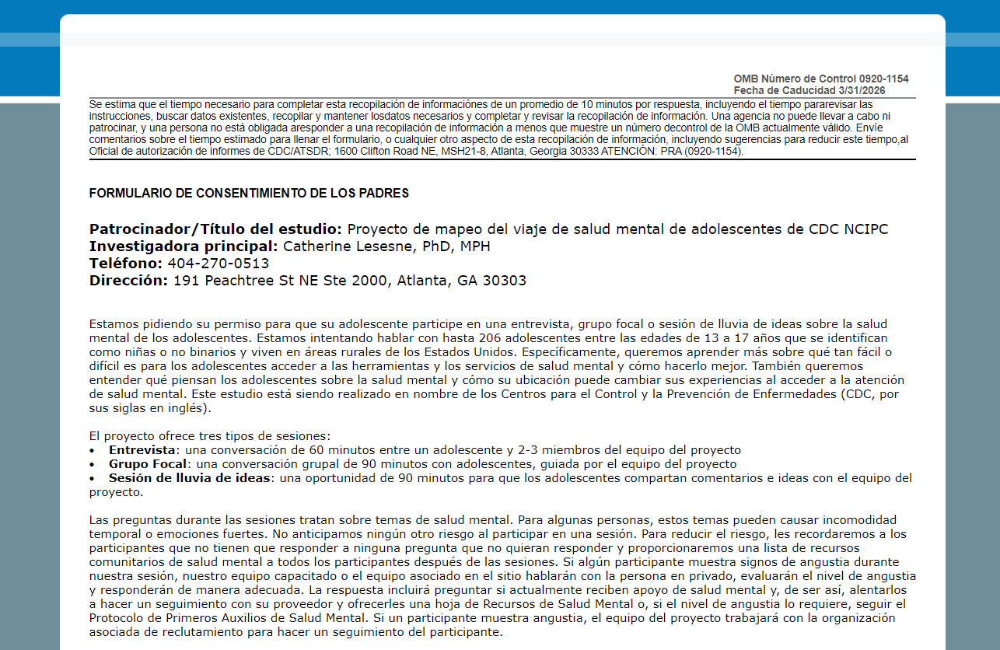 OMB Número de Control 0920-1154
Fecha de Caducidad 3/31/2026
Se estima que el tiempo necesario para completar esta recopilación de informaciónes de un promedio de 10 minutos por respuesta, incluyendo el tiempo pararevisar las
instrucciones, buscar datos existentes, recopilar y mantener losdatos necesarios y completar y revisar la recopilación de información. Una agencia no puede llevar a cabo ni
patrocinar, y una persona no está obligada aresponder a una recopilación de información a menos que muestre un número decontrol de la OMB actualmente válido. Envíe
comentarios sobre el tiempo estimado para llenar el formulario, o cualquier otro aspecto de esta recopilación de información, incluyendo sugerencias para reducir este tiempo,al
Oficial de autorización de informes de CDC/ATSDR; 1600 Clifton Road NE, MSH21-8, Atlanta, Georgia 30333 ATENCIÓN: PRA (0920-1154).
FORMULARIO DE CONSENTIMIENTO DE LOS PADRES
Patrocinador/Título del estudio: Proyecto de mapeo del viaje de salud mental de adolescentes de CDC NCIPC
Investigadora principal: Catherine Lesesne, PhD, MPH
Teléfono: 404-270-0513
Dirección: 191 Peachtree St NE Ste 2000, Atlanta, GA 30303
Estamos pidiendo su permiso para que su adolescente participe en una entrevista, grupo focal o sesión de lluvia de ideas sobre la salud
mental de los adolescentes. Estamos intentando hablar con hasta 206 adolescentes entre las edades de 13 a 17 años que se identifican
como niñas o no binarios y viven en áreas rurales de los Estados Unidos. Específicamente, queremos aprender más sobre qué tan fácil o
difícil es para los adolescentes acceder a las herramientas y los servicios de salud mental y cómo hacerlo mejor. También queremos
entender qué piensan los adolescentes sobre la salud mental y cómo su ubicación puede cambiar sus experiencias al acceder a la atención
de salud mental. Este estudio está siendo realizado en nombre de los Centros para el Control y la Prevención de Enfermedades (CDC, por
sus siglas en inglés).
El proyecto ofrece tres tipos de sesiones:
• Entrevista: una conversación de 60 minutos entre un adolescente y 2-3 miembros del equipo del proyecto
• Grupo Focal: una conversación grupal de 90 minutos con adolescentes, guiada por el equipo del proyecto
• Sesión de lluvia de ideas: una oportunidad de 90 minutos para que los adolescentes compartan comentarios e ideas con el equipo del
proyecto.
Las preguntas durante las sesiones tratan sobre temas de salud mental. Para algunas personas, estos temas pueden causar incomodidad
temporal o emociones fuertes. No anticipamos ningún otro riesgo al participar en una sesión. Para reducir el riesgo, les recordaremos a los
participantes que no tienen que responder a ninguna pregunta que no quieran responder y proporcionaremos una lista de recursos
comunitarios de salud mental a todos los participantes después de las sesiones. Si algún participante muestra signos de angustia durante
nuestra sesión, nuestro equipo capacitado o el equipo asociado en el sitio hablarán con la persona en privado, evaluarán el nivel de angustia
y responderán de manera adecuada. La respuesta incluirá preguntar si actualmente reciben apoyo de salud mental y, de ser así, alentarlos
a hacer un seguimiento con su proveedor y ofrecerles una hoja de Recursos de Salud Mental o, si el nivel de angustia lo requiere, seguir el
Protocolo de Primeros Auxilios de Salud Mental. Si un participante muestra angustia, el equipo del proyecto trabajará con la organización
asociada de reclutamiento para hacer un seguimiento del participante.